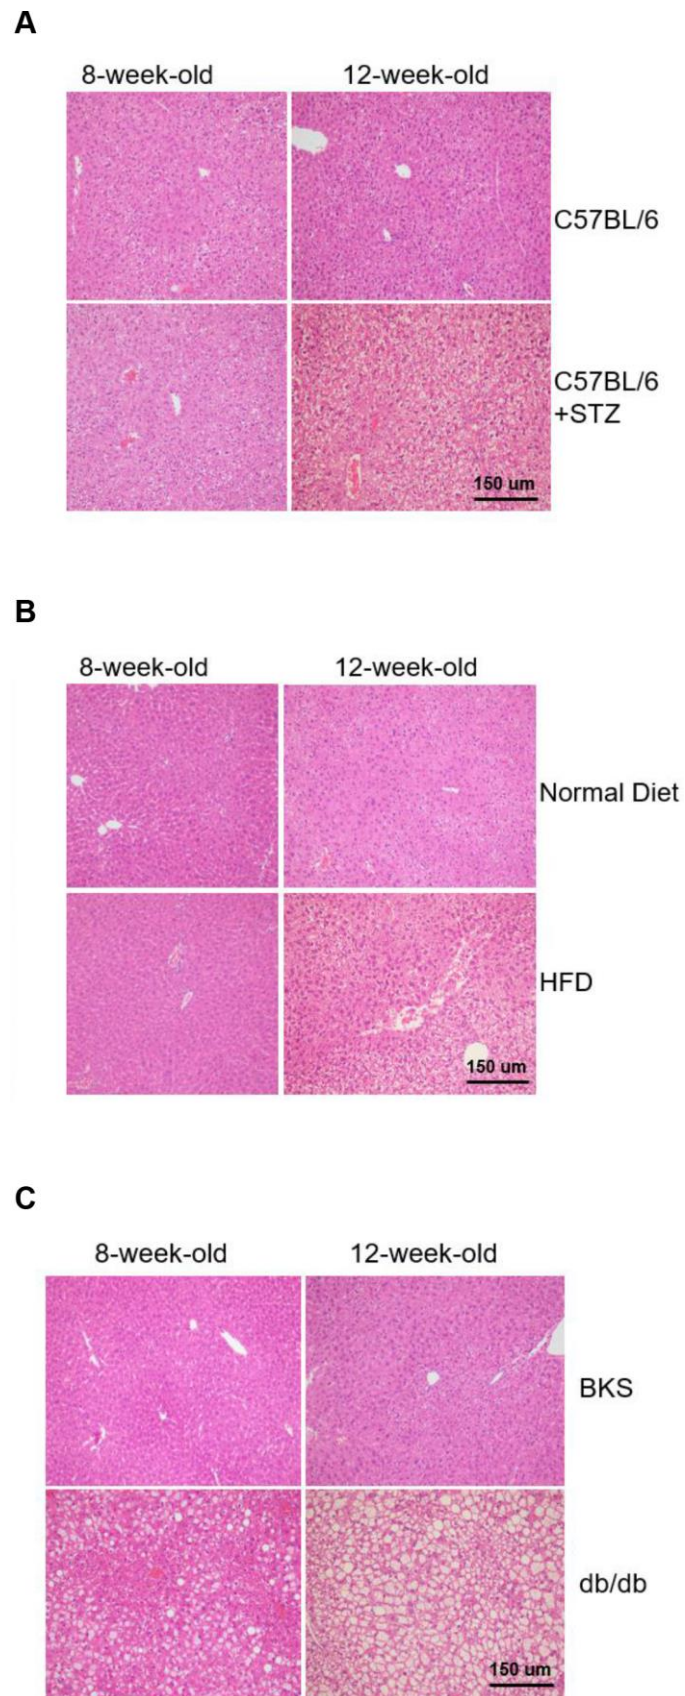 A
8-week-old 12-week-old
C57BL/6
C57BL/6
+STZ
150 um
B
8-week-old 12-week-old
Normal Diet
HFD
150 um
C
8-week-old 12-week-old
BKS
db/db
150 um